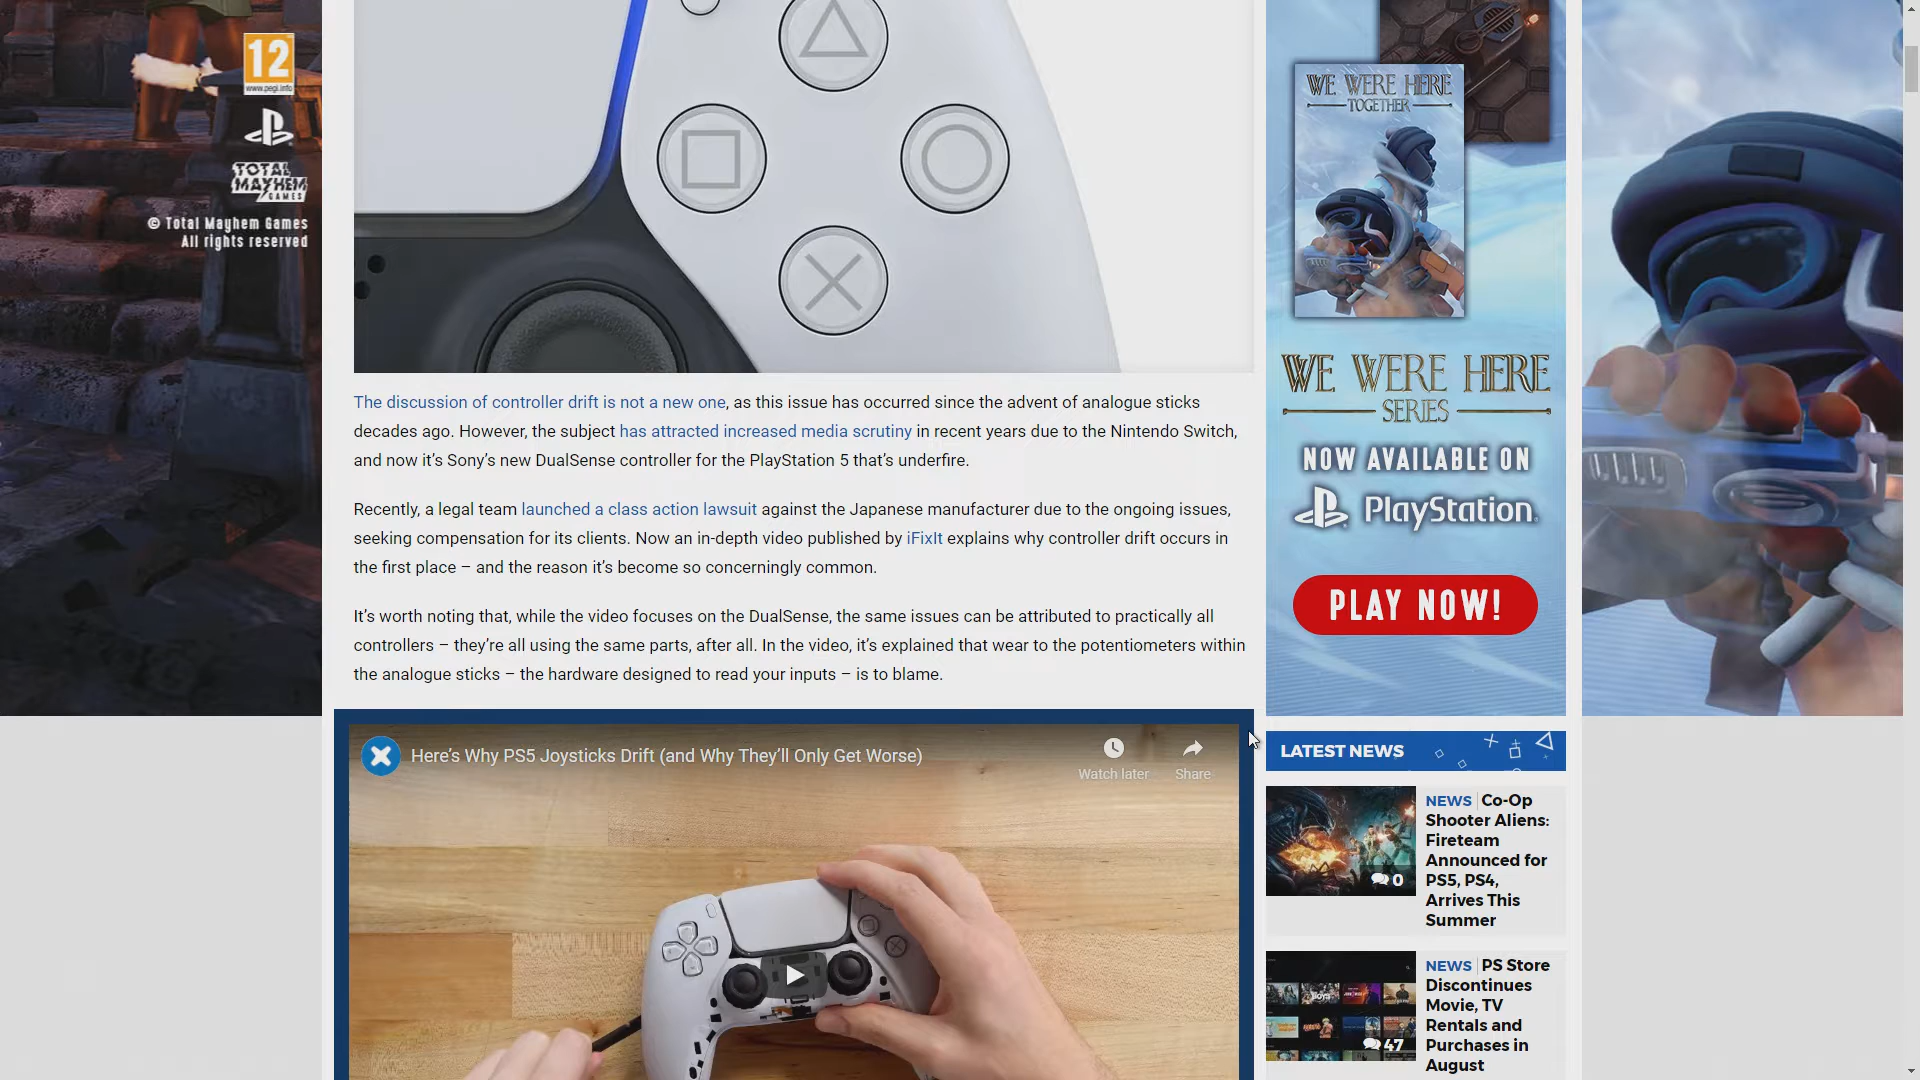 12
www.pegi.info
TOTAL
MAYHEM
GAMES
© Total Mayhem Games
All rights reserved
The discussion of controller drift is not a new one, as this issue has occurred since the advent of analogue sticks
decades ago. However, the subject has attracted increased media scrutiny in recent years due to the Nintendo Switch,
and now it's Sony's new DualSense controller for the PlayStation 5 that's underfire.
Recently, a legal team launched a class action lawsuit against the Japanese manufacturer due to the ongoing issues,
seeking compensation for its clients. Now an in-depth video published by iFixIt explains why controller drift occurs in
the first place – and the reason it's become so concerningly common.
It's worth noting that, while the video focuses on the DualSense, the same issues can be attributed to practically all
controllers – they're all using the same parts, after all. In the video, it's explained that wear to the potentiometers within
the analogue sticks – the hardware designed to read your inputs – is to blame.
Here's Why PS5 Joysticks Drift (and Why They'll Only Get Worse)
Watch later
Share
WE WERE HERE
TOGETHER
WE WERE HERE
SERIES
NOW AVAILABLE ON
PlayStation
PLAY NOW!
LATEST NEWS
NEWS Co-Op
Shooter Aliens:
Fireteam
Announced for
PS5, PS4,
Arrives This
Summer
0
NEWS PS Store
Discontinues
Movie, TV
Rentals and
Purchases in
August
47